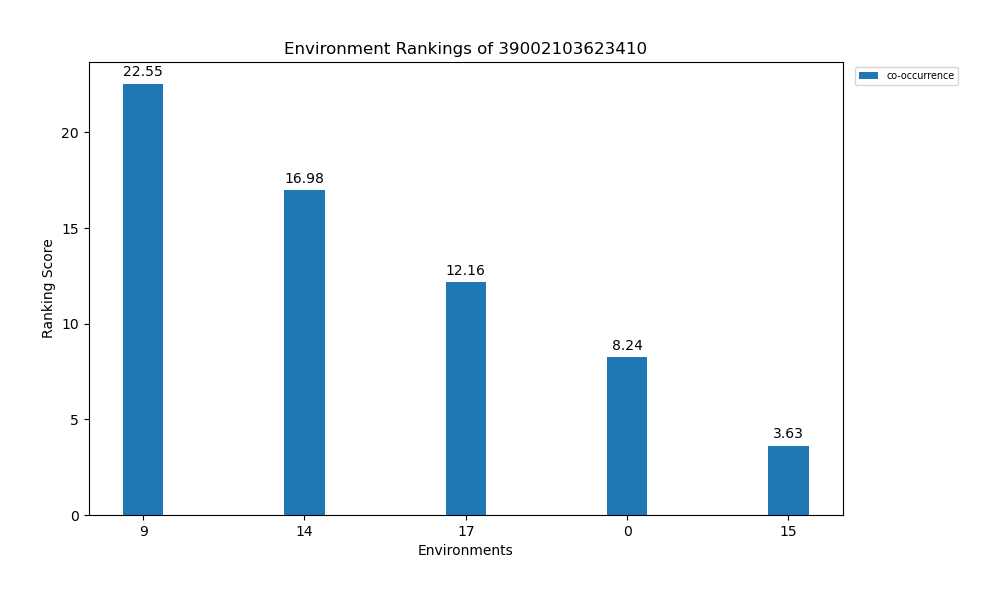 Environment Rankings of 39002103623410
co-occurrence
22.55
16.98
12.16
8.24
3.63
20
15
10
5
0
Ranking Score
9 14 17 0 15
Environments